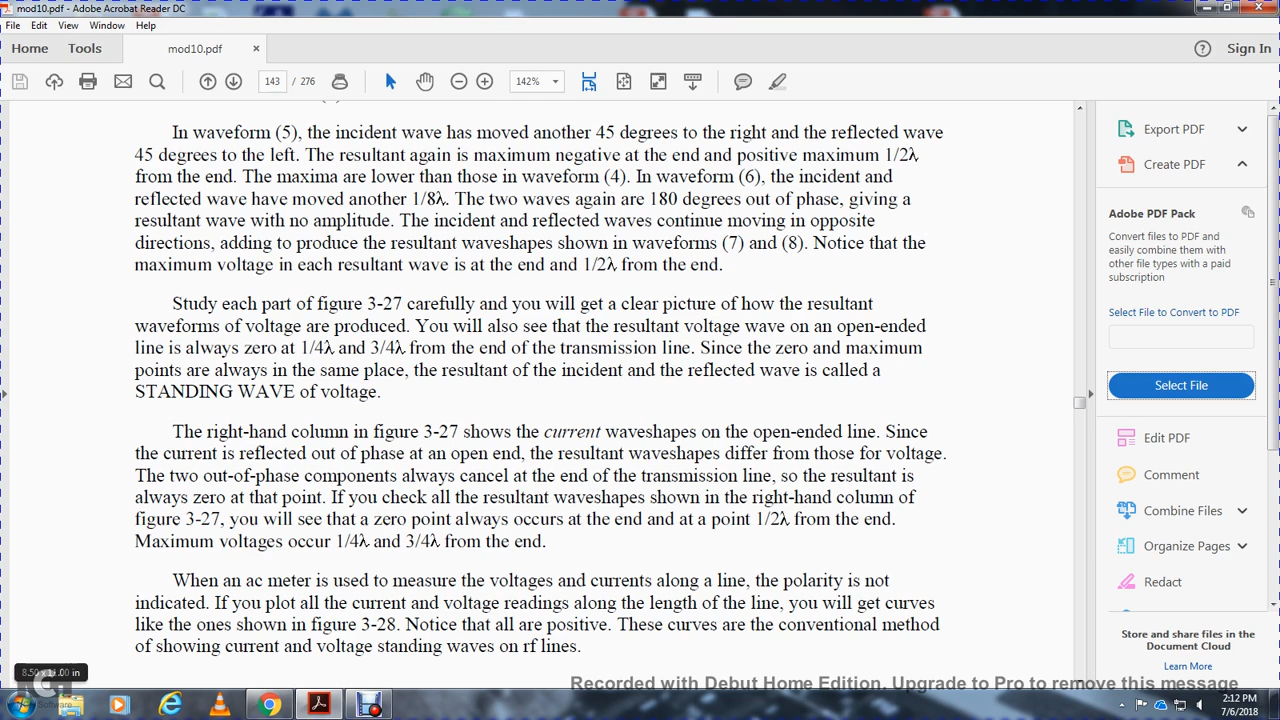 mod10.pdf - Adobe Acrobat Reader DC
File Edit View Window Help
Home Tools mod10.pdf × Sign In
143 / 276 142%
In waveform (5), the incident wave has moved another 45 degrees to the right and the reflected wave
45 degrees to the left. The resultant again is maximum negative at the end and positive maximum 1/2λ
from the end. The maxima are lower than those in waveform (4). In waveform (6), the incident and
reflected wave have moved another 1/8λ. The two waves again are 180 degrees out of phase, giving a
resultant wave with no amplitude. The incident and reflected waves continue moving in opposite
directions, adding to produce the resultant waveshapes shown in waveforms (7) and (8). Notice that the
maximum voltage in each resultant wave is at the end and 1/2λ from the end.
Study each part of figure 3-27 carefully and you will get a clear picture of how the resultant
waveforms of voltage are produced. You will also see that the resultant voltage wave on an open-ended
line is always zero at 1/4λ and 3/4λ from the end of the transmission line. Since the zero and maximum
points are always in the same place, the resultant of the incident and the reflected wave is called a
STANDING WAVE of voltage.
The right-hand column in figure 3-27 shows the current waveshapes on the open-ended line. Since
the current is reflected out of phase at an open end, the resultant waveshapes differ from those for voltage.
The two out-of-phase components always cancel at the end of the transmission line, so the resultant is
always zero at that point. If you check all the resultant waveshapes shown in the right-hand column of
figure 3-27, you will see that a zero point always occurs at the end and at a point 1/2λ from the end.
Maximum voltages occur 1/4λ and 3/4λ from the end.
When an ac meter is used to measure the voltages and currents along a line, the polarity is not
indicated. If you plot all the current and voltage readings along the length of the line, you will get curves
like the ones shown in figure 3-28. Notice that all are positive. These curves are the conventional method
of showing current and voltage standing waves on rf lines.
8.50 x 11.00 in
Export PDF
Create PDF
Adobe PDF Pack
Convert files to PDF and
easily combine them with
other file types with a paid
subscription
Select File to Convert to PDF
Select File
Edit PDF
Comment
Combine Files
Organize Pages
Redact
Store and share files in the
Document Cloud
Learn More
Recorded with Debut Home Edition. Upgrade to Pro to remove this message
Software
2:12 PM
7/6/2018